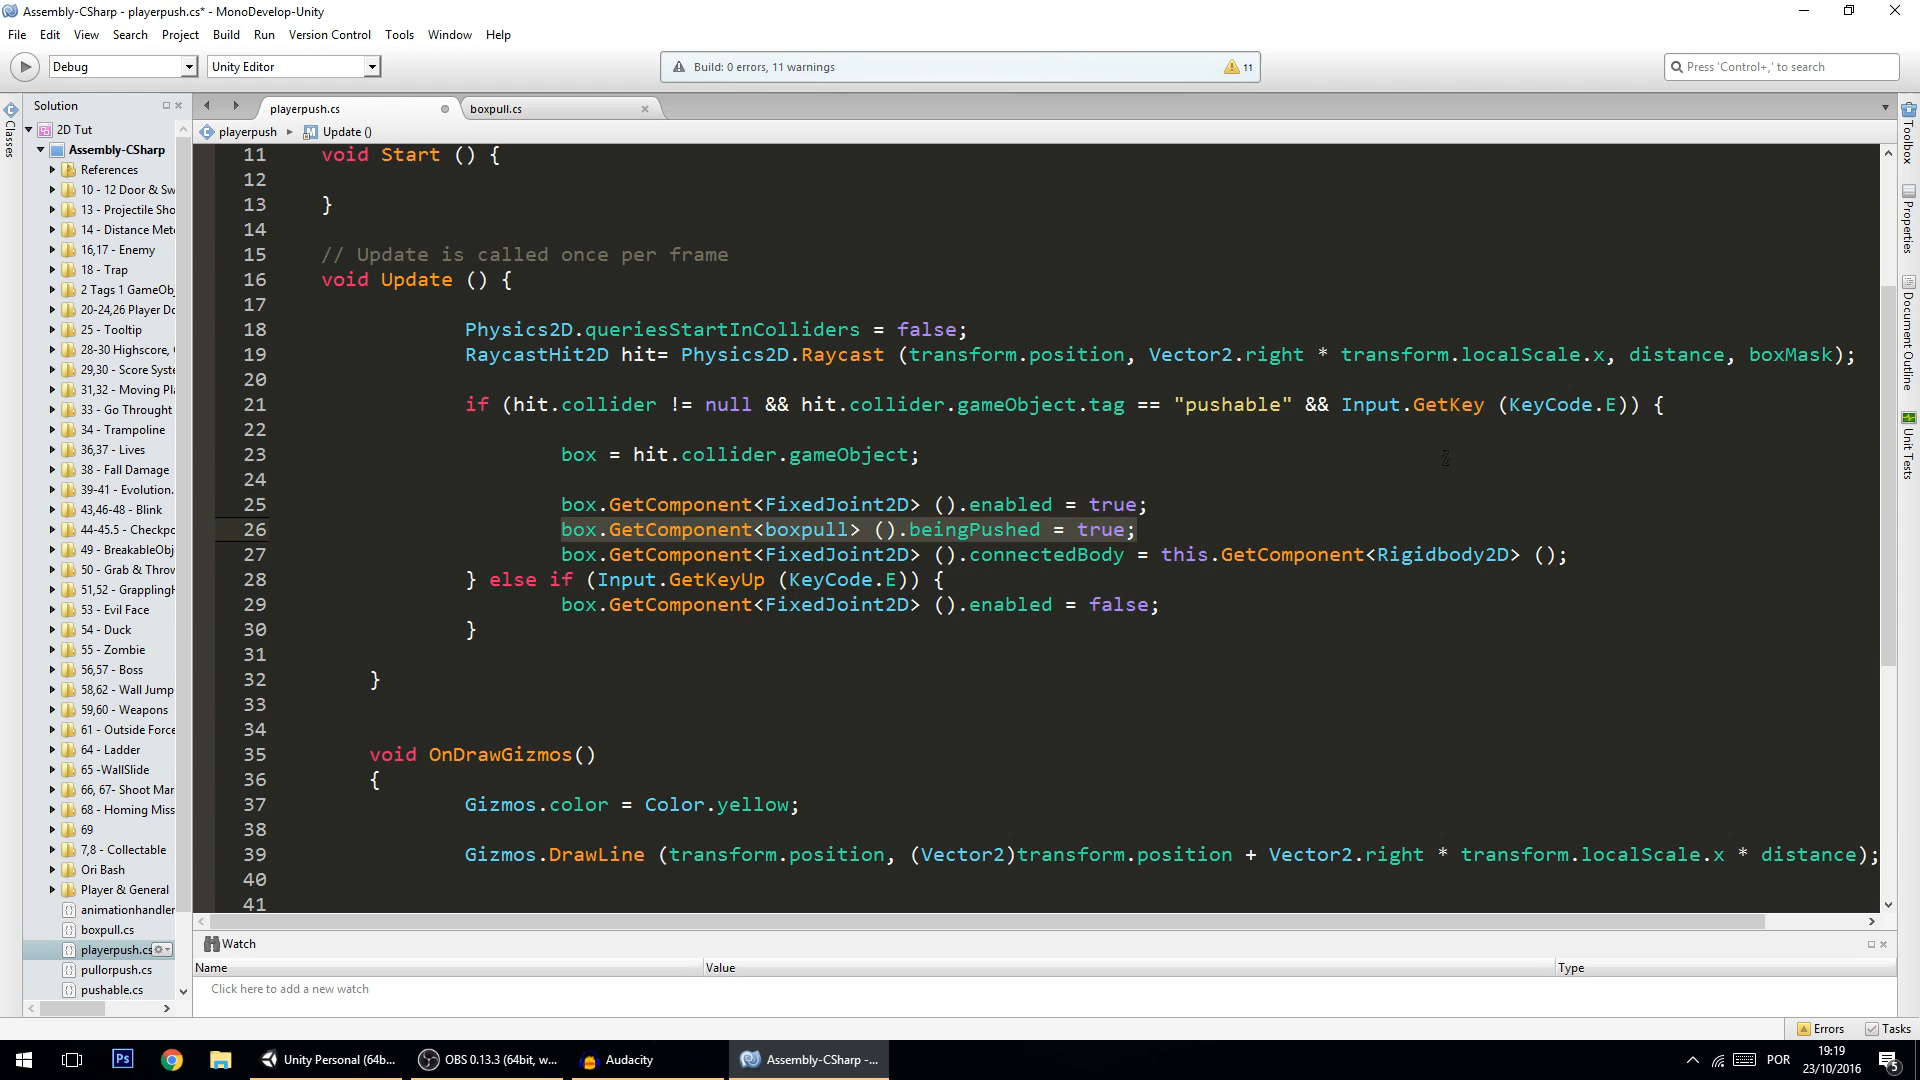 Assembly-CSharp - playerpush.cs* - MonoDevelop-Unity
File Edit View Search Project Build Run Version Control Tools Window Help
Debug Unity Editor Build: 0 errors, 11 warnings 11 Press 'Control+,' to search
Classes
Solution
2D Tut
Assembly-CSharp
References
10 - 12 Door & Sw
13 - Projectile Sho
14 - Distance Mete
16,17 - Enemy
18 - Trap
2 Tags 1 GameObj
20-24,26 Player Do
25 - Tooltip
28-30 Highscore, 
29,30 - Score Syste
31,32 - Moving Pl
33 - Go Throught
34 - Trampoline
36,37 - Lives
38 - Fall Damage
39-41 - Evolution.
43,46-48 - Blink
44-45.5 - Checkpo
49 - BreakableObj
50 - Grab & Throw
51,52 - GrapplingH
53 - Evil Face
54 - Duck
55 - Zombie
56,57 - Boss
58,62 - Wall Jump
59,60 - Weapons
61 - Outside Force
64 - Ladder
65 -WallSlide
66, 67- Shoot Mar
68 - Homing Miss
69
7,8 - Collectable
Ori Bash
Player & General
animationhandler
boxpull.cs
playerpush.cs
pullorpush.cs
pushable.cs
playerpush.cs boxpull.cs
playerpush Update ()
11 void Start () {
12
13 }
14
15 // Update is called once per frame
16 void Update () {
17
18 Physics2D.queriesStartInColliders = false;
19 RaycastHit2D hit= Physics2D.Raycast (transform.position, Vector2.right * transform.localScale.x, distance, boxMask);
20
21 if (hit.collider != null && hit.collider.gameObject.tag == "pushable" && Input.GetKey (KeyCode.E)) {
22
23 box = hit.collider.gameObject;
24
25 box.GetComponent<FixedJoint2D> ().enabled = true;
26 box.GetComponent<boxpull> ().beingPushed = true;
27 box.GetComponent<FixedJoint2D> ().connectedBody = this.GetComponent<Rigidbody2D> ();
28 } else if (Input.GetKeyUp (KeyCode.E)) {
29 box.GetComponent<FixedJoint2D> ().enabled = false;
30 }
31
32 }
33
34
35 void OnDrawGizmos()
36 {
37 Gizmos.color = Color.yellow;
38
39 Gizmos.DrawLine (transform.position, (Vector2)transform.position + Vector2.right * transform.localScale.x * distance);
40
41
Toolbox
Properties
Document Outline
Unit Tests
Watch
Name Value Type
Click here to add a new watch
Errors Tasks
Ps Unity Personal (64b... OBS 0.13.3 (64bit, w... Audacity Assembly-CSharp -... POR 19:19
23/10/2016 5